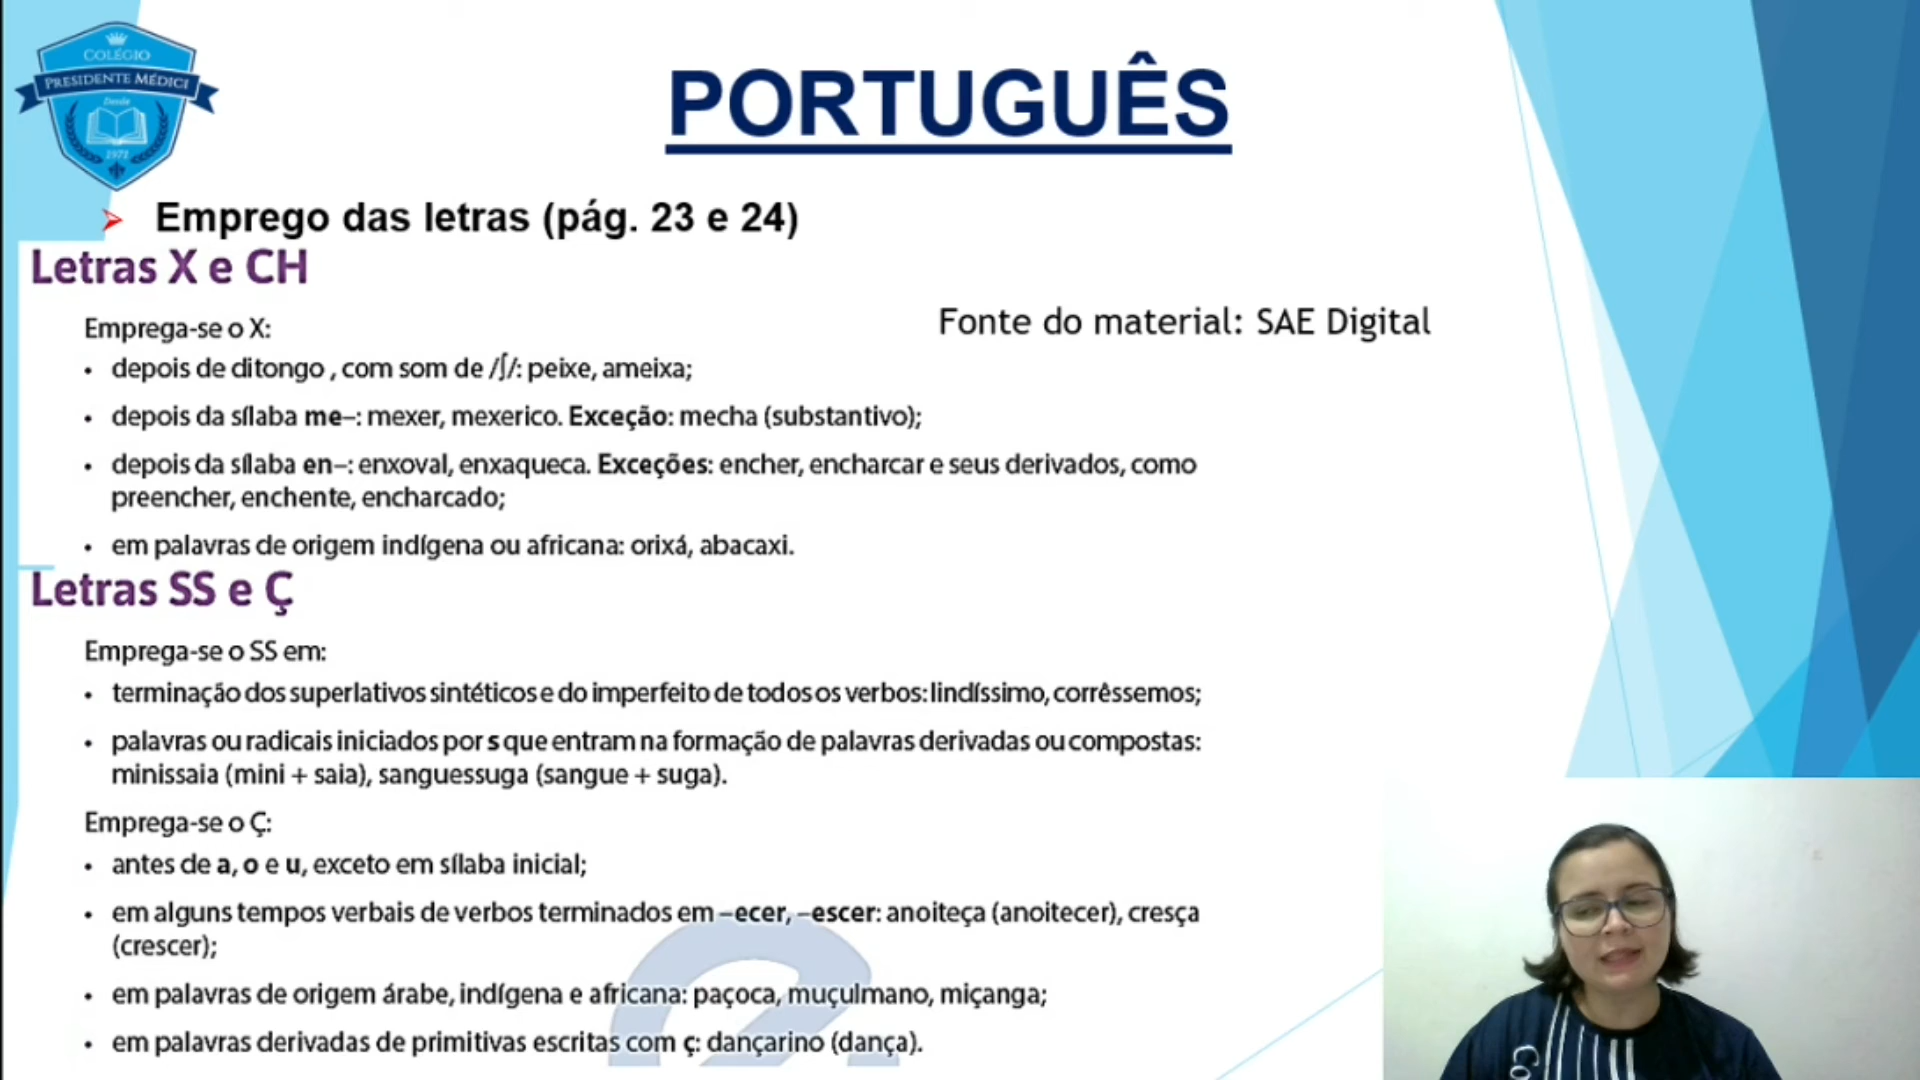 COLÉGIO
PRESIDENTE MÉDICI
Desde
1971
PORTUGUÊS
Emprego das letras (pág. 23 e 24)
Letras X e CH
Fonte do material: SAE Digital
Emprega-se o X:
• depois de ditongo , com som de /ʃ/: peixe, ameixa;
• depois da sílaba me–: mexer, mexerico. Exceção: mecha (substantivo);
• depois da sílaba en–: enxoval, enxaqueca. Exceções: encher, encharcar e seus derivados, como
preencher, enchente, encharcado;
• em palavras de origem indígena ou africana: orixá, abacaxi.
Letras SS e Ç
Emprega-se o SS em:
• terminação dos superlativos sintéticos e do imperfeito de todos os verbos: lindíssimo, corrêssemos;
• palavras ou radicais iniciados por s que entram na formação de palavras derivadas ou compostas:
minissaia (mini + saia), sanguessuga (sangue + suga).
Emprega-se o Ç:
• antes de a, o e u, exceto em sílaba inicial;
• em alguns tempos verbais de verbos terminados em –ecer, –escer: anoiteça (anoitecer), cresça
(crescer);
• em palavras de origem árabe, indígena e africana: paçoca, muçulmano, miçanga;
• em palavras derivadas de primitivas escritas com ç: dançarino (dança).
Co